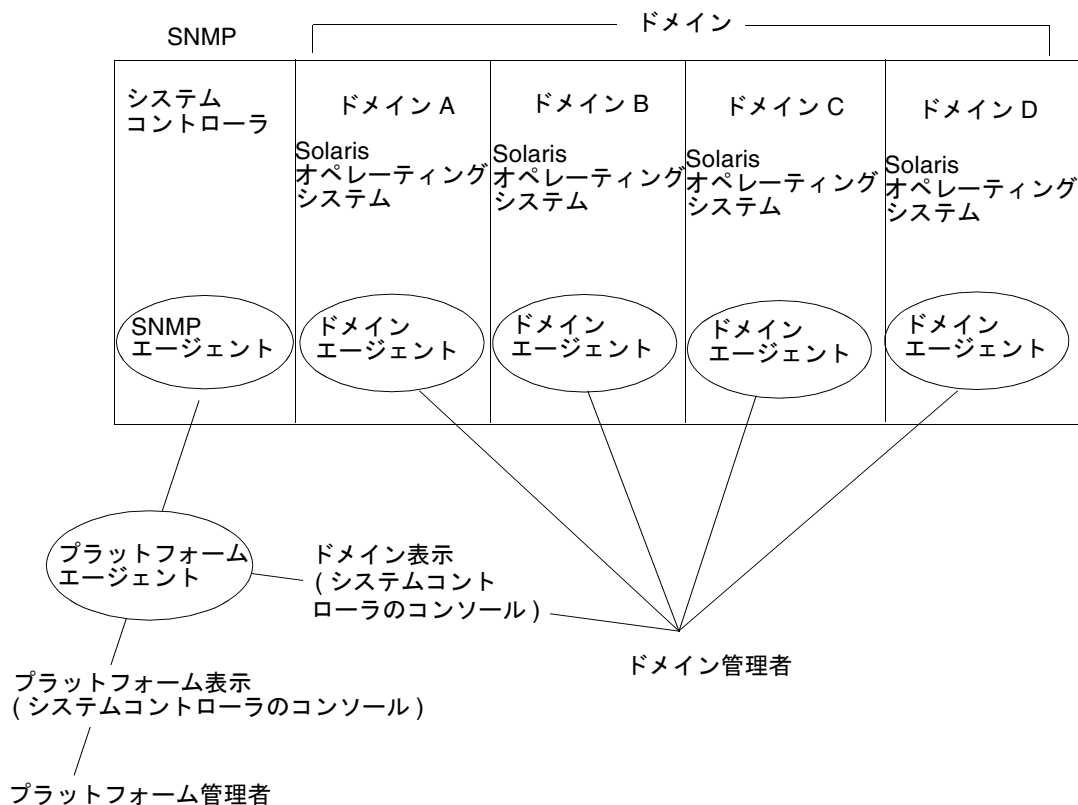 SNMP
ドメイン
システム
コントローラ
ドメイン A
Solaris
オペレーティング
システム
ドメイン B
Solaris
オペレーティング
システム
ドメイン C
Solaris
オペレーティング
システム
ドメイン D
Solaris
オペレーティング
システム
SNMP
エージェント
ドメイン
エージェント
ドメイン
エージェント
ドメイン
エージェント
ドメイン
エージェント
プラットフォーム
エージェント
ドメイン表示
( システムコント
ローラのコンソール )
ドメイン管理者
プラットフォーム表示
( システムコントローラのコンソール )
プラットフォーム管理者